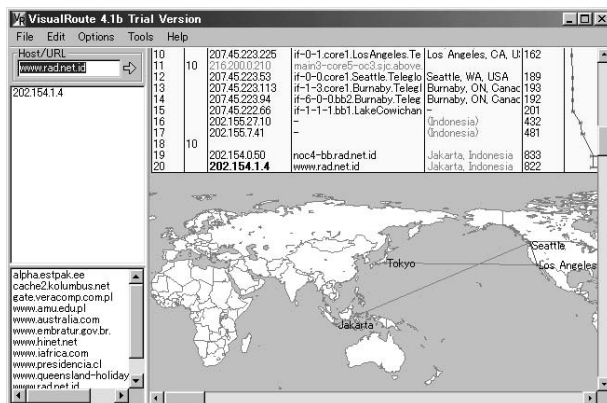 VisualRoute 4.1b Trial Version
File Edit Options Tools Help
Host/URL
www.rad.net.id
202.154.1.4
10 207.45.223.225 if-0-1.core1.LosAngeles.Te Los Angeles, CA, U 162
11 10 216.200.0.210 main3-core5-oc3.sjc.above.
12 207.45.223.53 if-0-0.core1.Seattle.Teleglo Seattle, WA, USA 189
13 207.45.223.113 if-1-3.core1.Burnaby.Telegl Burnaby, ON, Canac 193
14 207.45.223.94 if-6-0-0.bb2.Burnaby.Teleg Burnaby, ON, Canac 192
15 207.45.222.66 if-1-1-1.bb1.LakeCowichan - 201
16 202.155.27.10 - (Indonesia) 432
17 202.155.7.41 - (Indonesia) 481
18 10
19 202.154.0.50 noc4-bb.rad.net.id Jakarta, Indonesia 833
20 202.154.1.4 www.rad.net.id Jakarta, Indonesia 822
Seattle
Tokyo
Los Angeles
Jakarta
alpha.estpak.ee
cache2.kolumbus.net
gate.veracomp.com.pl
www.amu.edu.pl
www.australia.com
www.embratur.gov.br.
www.hinet.net
www.iafrica.com
www.presidencia.cl
www.queensland-holiday
www.rad.net.id